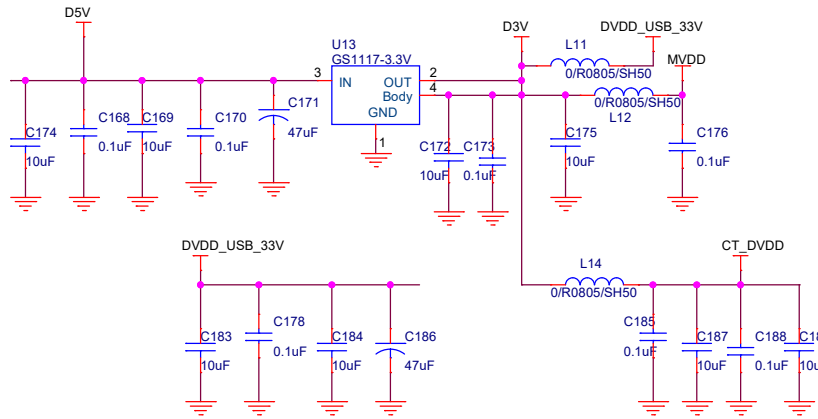 D5V
U13
GS1117-3.3V
3
IN
OUT
2
Body
4
GND
1
D3V
L11
0/R0805/SH50
DVDD_USB_33V
MVDD
0/R0805/SH50
L12
C174
10uF
C168
0.1uF
C169
10uF
C170
0.1uF
C171
47uF
C172
10uF
C173
0.1uF
C175
10uF
C176
0.1uF
DVDD_USB_33V
C183
10uF
C178
0.1uF
C184
10uF
C186
47uF
L14
0/R0805/SH50
CT_DVDD
C185
0.1uF
C187
10uF
C188
0.1uF
10uF